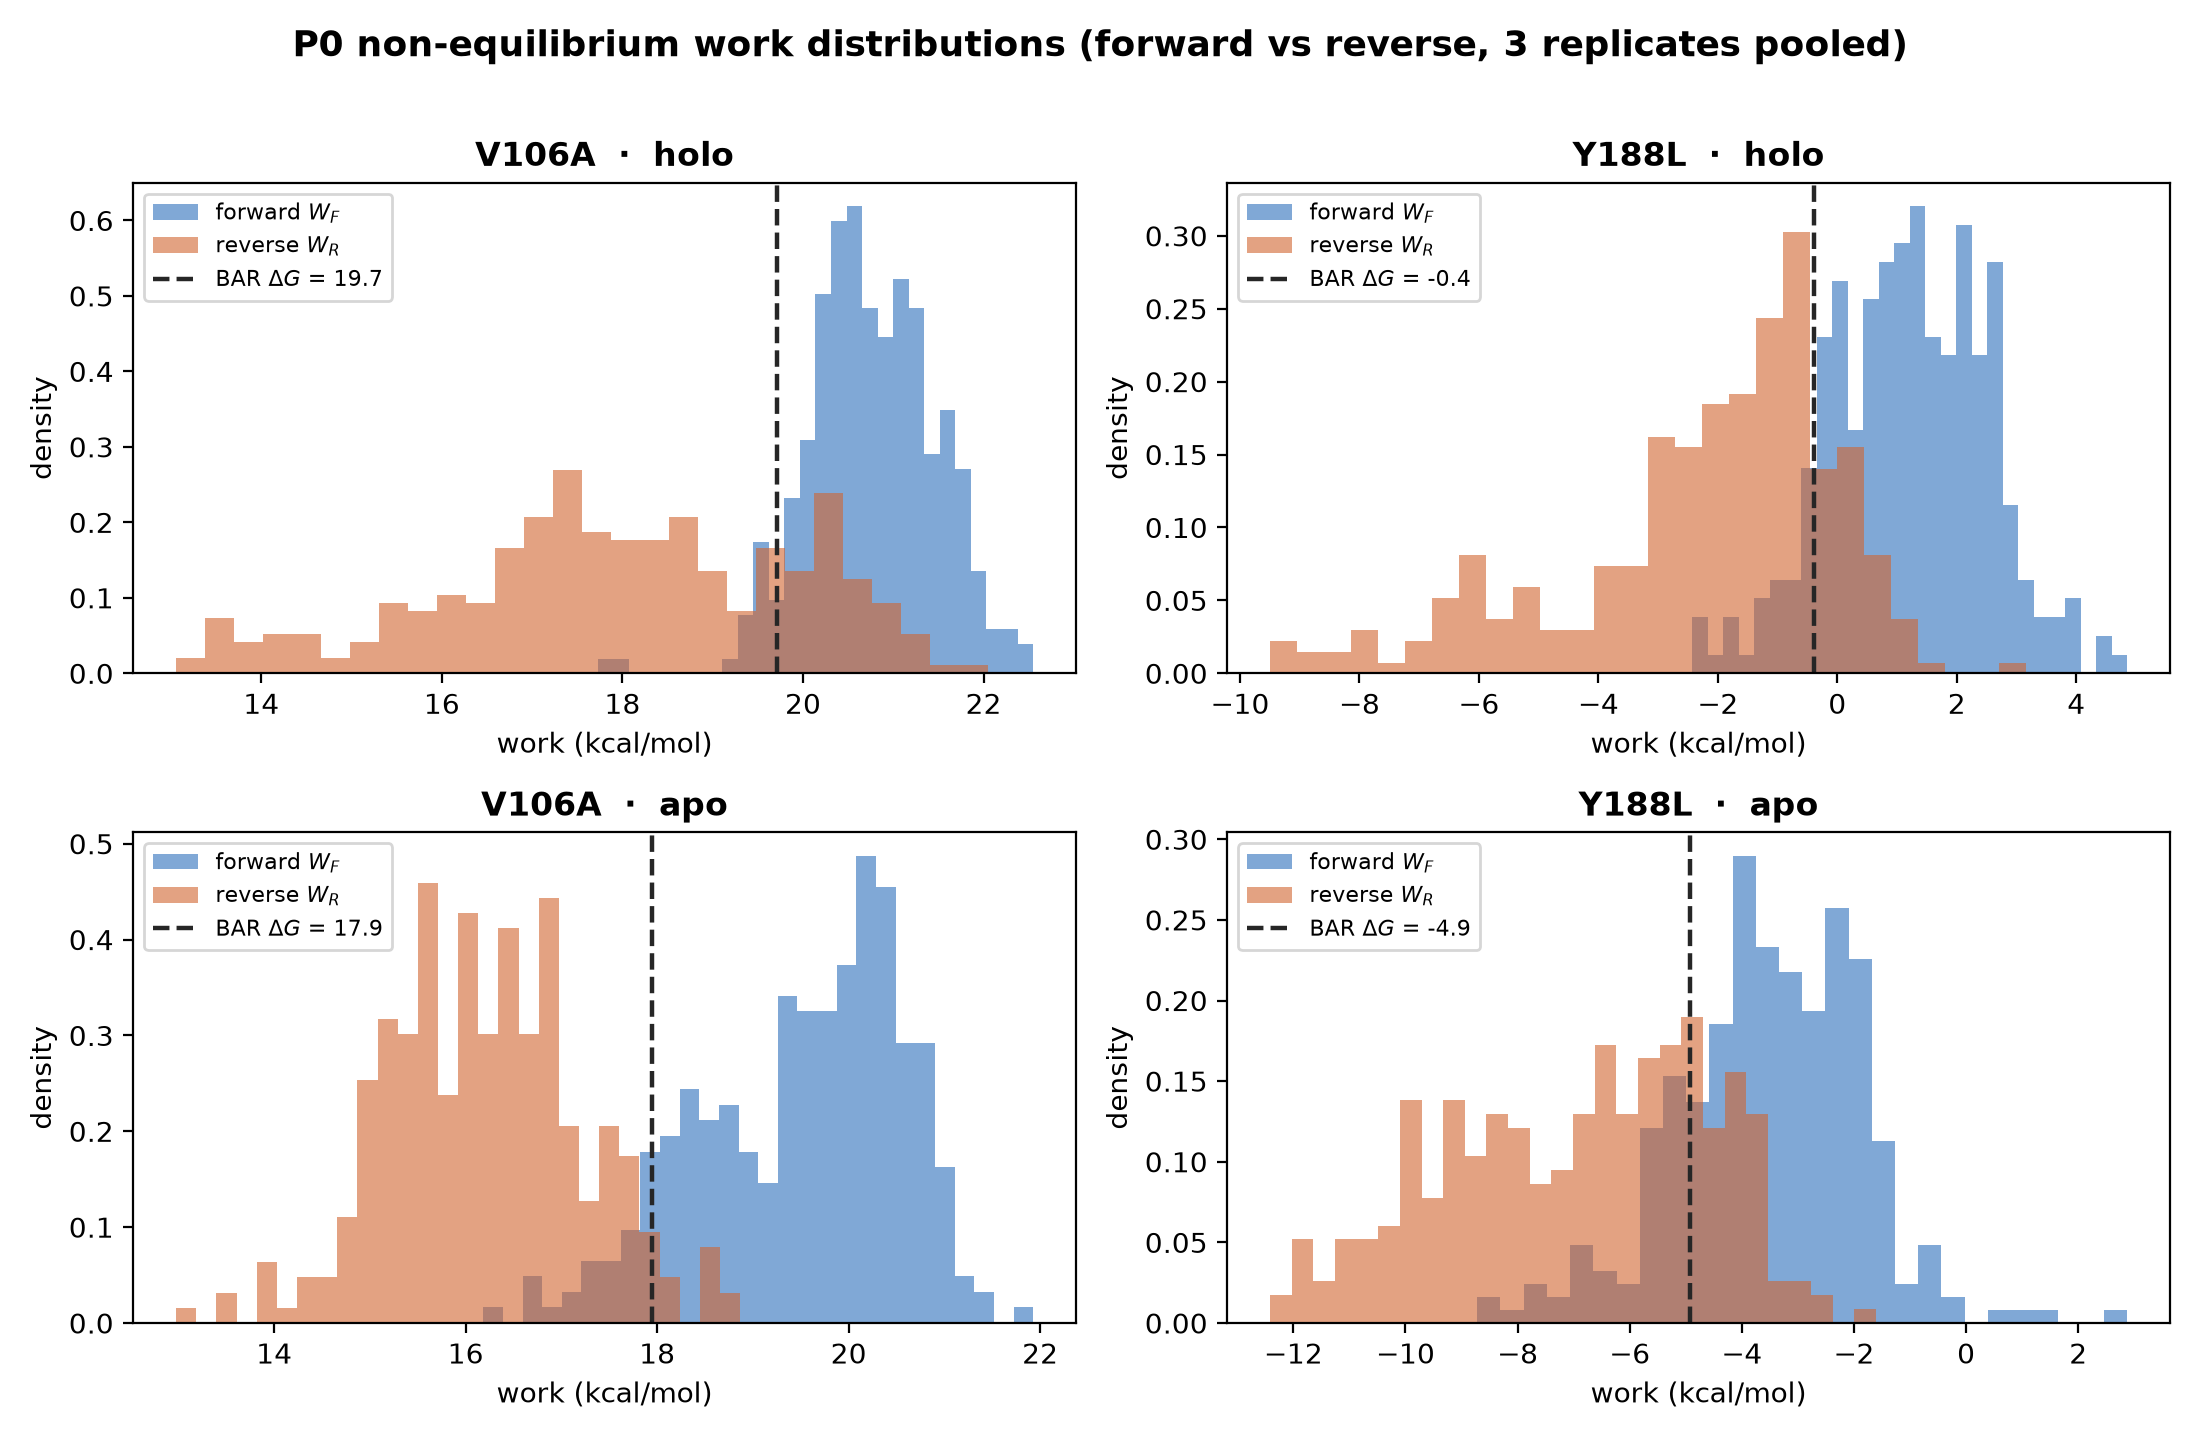 P0 non-equilibrium work distributions (forward vs reverse, 3 replicates pooled)
V106A · holo
forward W_F
reverse W_R
BAR ΔG = 19.7
0.6
0.5
0.4
0.3
0.2
0.1
0.0
density
14 16 18 20 22
work (kcal/mol)
Y188L · holo
forward W_F
reverse W_R
BAR ΔG = -0.4
0.30
0.25
0.20
0.15
0.10
0.05
0.00
density
−10 −8 −6 −4 −2 0 2 4
work (kcal/mol)
V106A · apo
forward W_F
reverse W_R
BAR ΔG = 17.9
0.5
0.4
0.3
0.2
0.1
0.0
density
14 16 18 20 22
work (kcal/mol)
Y188L · apo
forward W_F
reverse W_R
BAR ΔG = -4.9
0.30
0.25
0.20
0.15
0.10
0.05
0.00
density
−12 −10 −8 −6 −4 −2 0 2
work (kcal/mol)